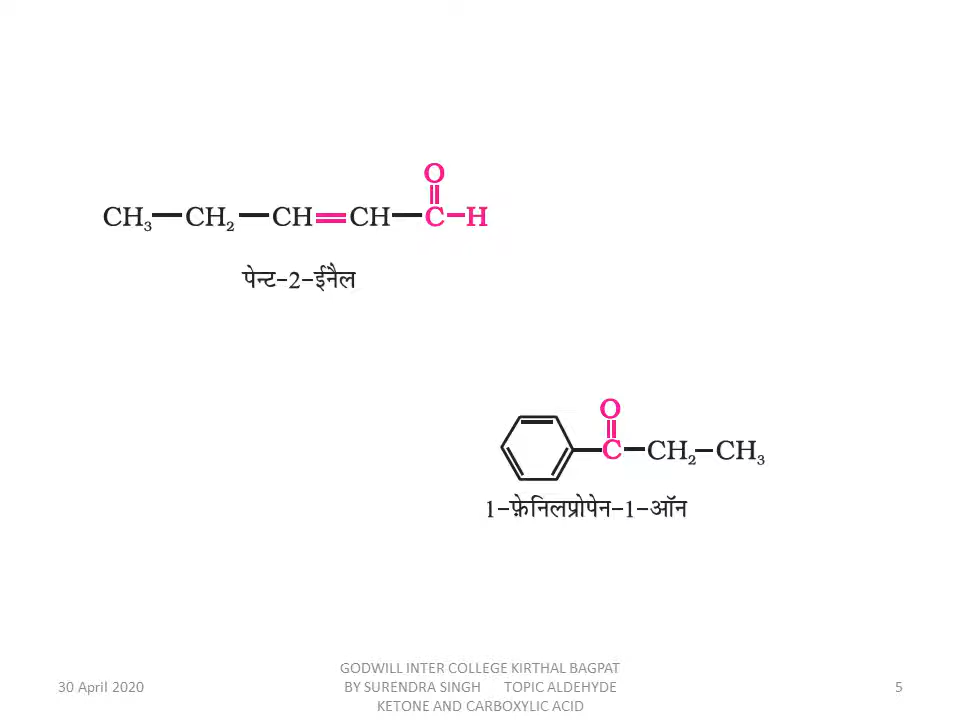 O
CH₃—CH₂—CH=CH—C—H
पेन्ट-2-ईनैल
O
C—CH₂—CH₃
1-फ़ेनिलप्रोपेन-1-ऑन
GODWILL INTER COLLEGE KIRTHAL BAGPAT
30 April 2020 BY SURENDRA SINGH TOPIC ALDEHYDE 5
KETONE AND CARBOXYLIC ACID